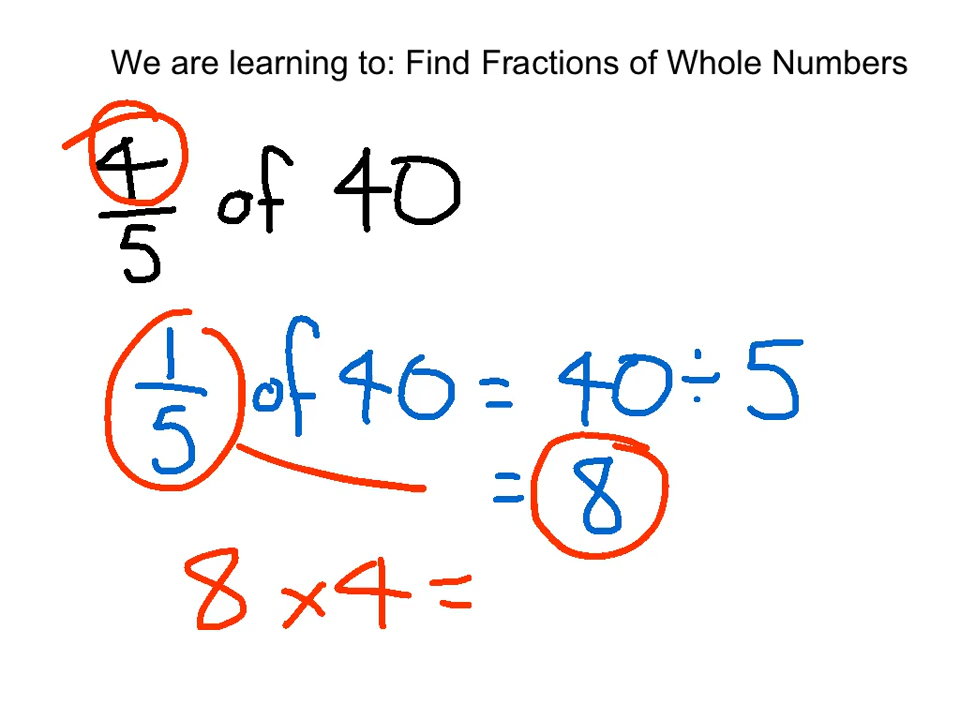 We are learning to: Find Fractions of Whole Numbers
4/5 of 40
1/5 of 40 = 40 ÷ 5
= 8
8 x 4 =